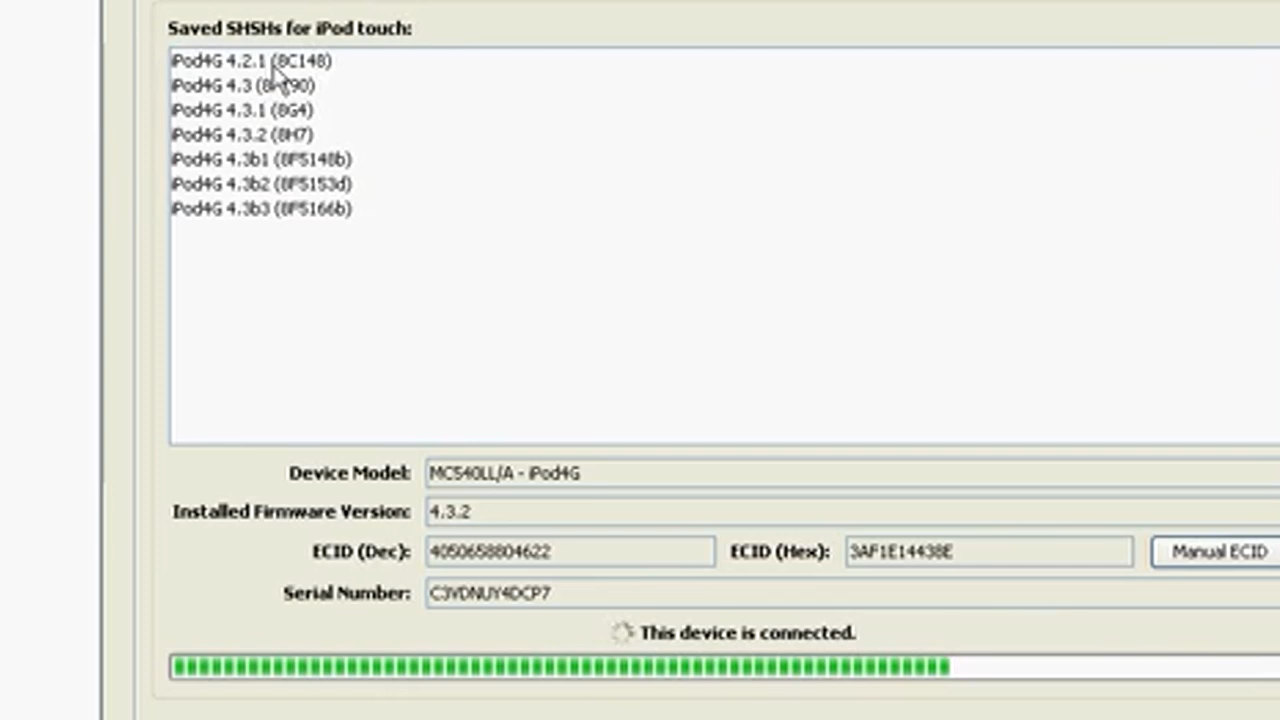 Saved SHSHs for iPod touch:
iPod4G 4.2.1 (8C148)
iPod4G 4.3
iPod4G 4.3.1 (8G4)
iPod4G 4.3.2 (8H7)
iPod4G 4.3b1 (8F5148b)
iPod4G 4.3b2 (8F5153d)
iPod4G 4.3b3 (8F5166b)
Device Model: MC540LL/A - iPod4G
Installed Firmware Version: 4.3.2
ECID (Dec): 4050658804622 ECID (Hex): 3AF1E14438E Manual ECID
Serial Number: C3VDNUY4DCP7
This device is connected.